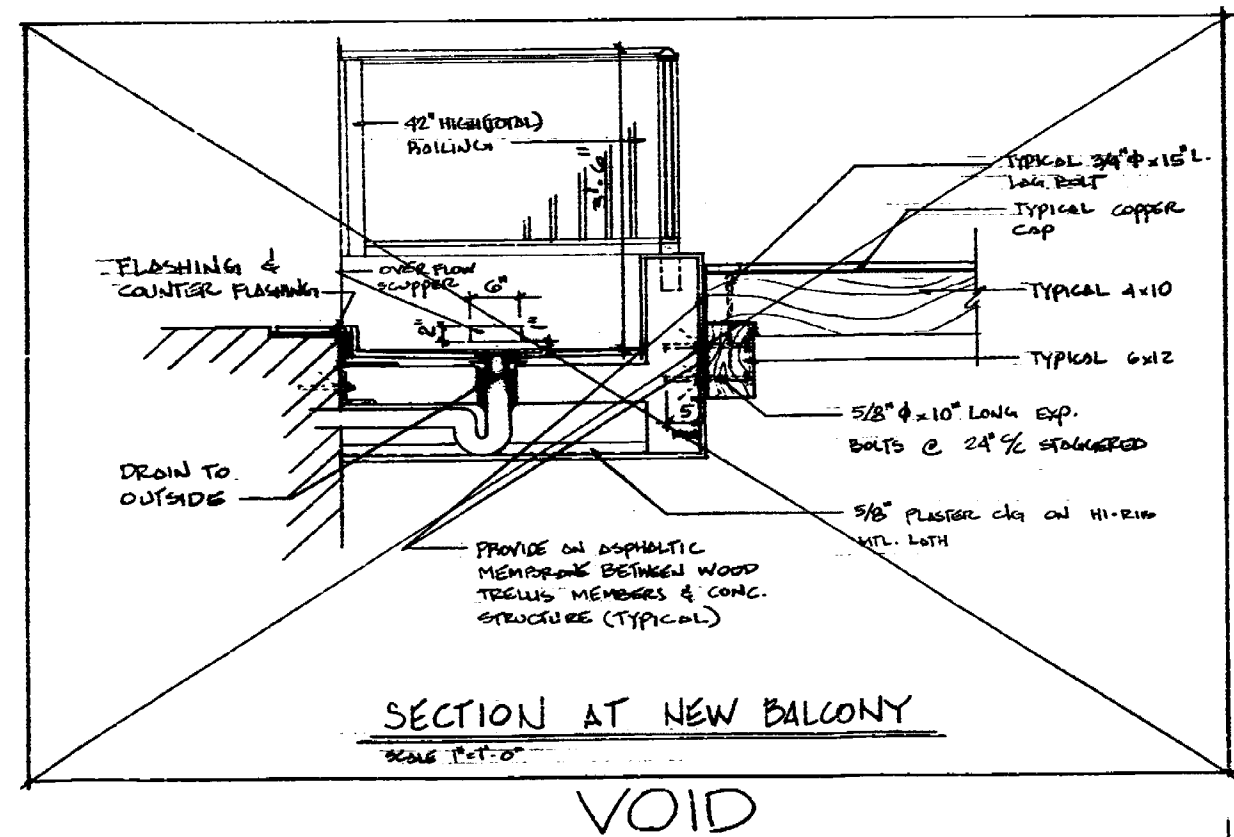 42" HIGH (TOTAL)
RAILING
3'-6"
TYPICAL 3/4" Φ x 15" L.
LAG BOLT
TYPICAL COPPER
CAP
FLASHING &
COUNTER FLASHING
OVERFLOW
SCUPPER
6"
2"
1"
TYPICAL 4x10
TYPICAL 6x12
5"
5/8" Φ x 10" LONG EXP.
BOLTS @ 24" C/C STAGGERED
DRAIN TO
OUTSIDE
5/8" PLASTER C'G ON HI-RIB
MTL. LATH
PROVIDE AN ASPHALTIC
MEMBRANE BETWEEN WOOD
TRELLIS MEMBERS & CONC.
STRUCTURE (TYPICAL)
SECTION AT NEW BALCONY
SCALE 1"=1'-0"
VOID